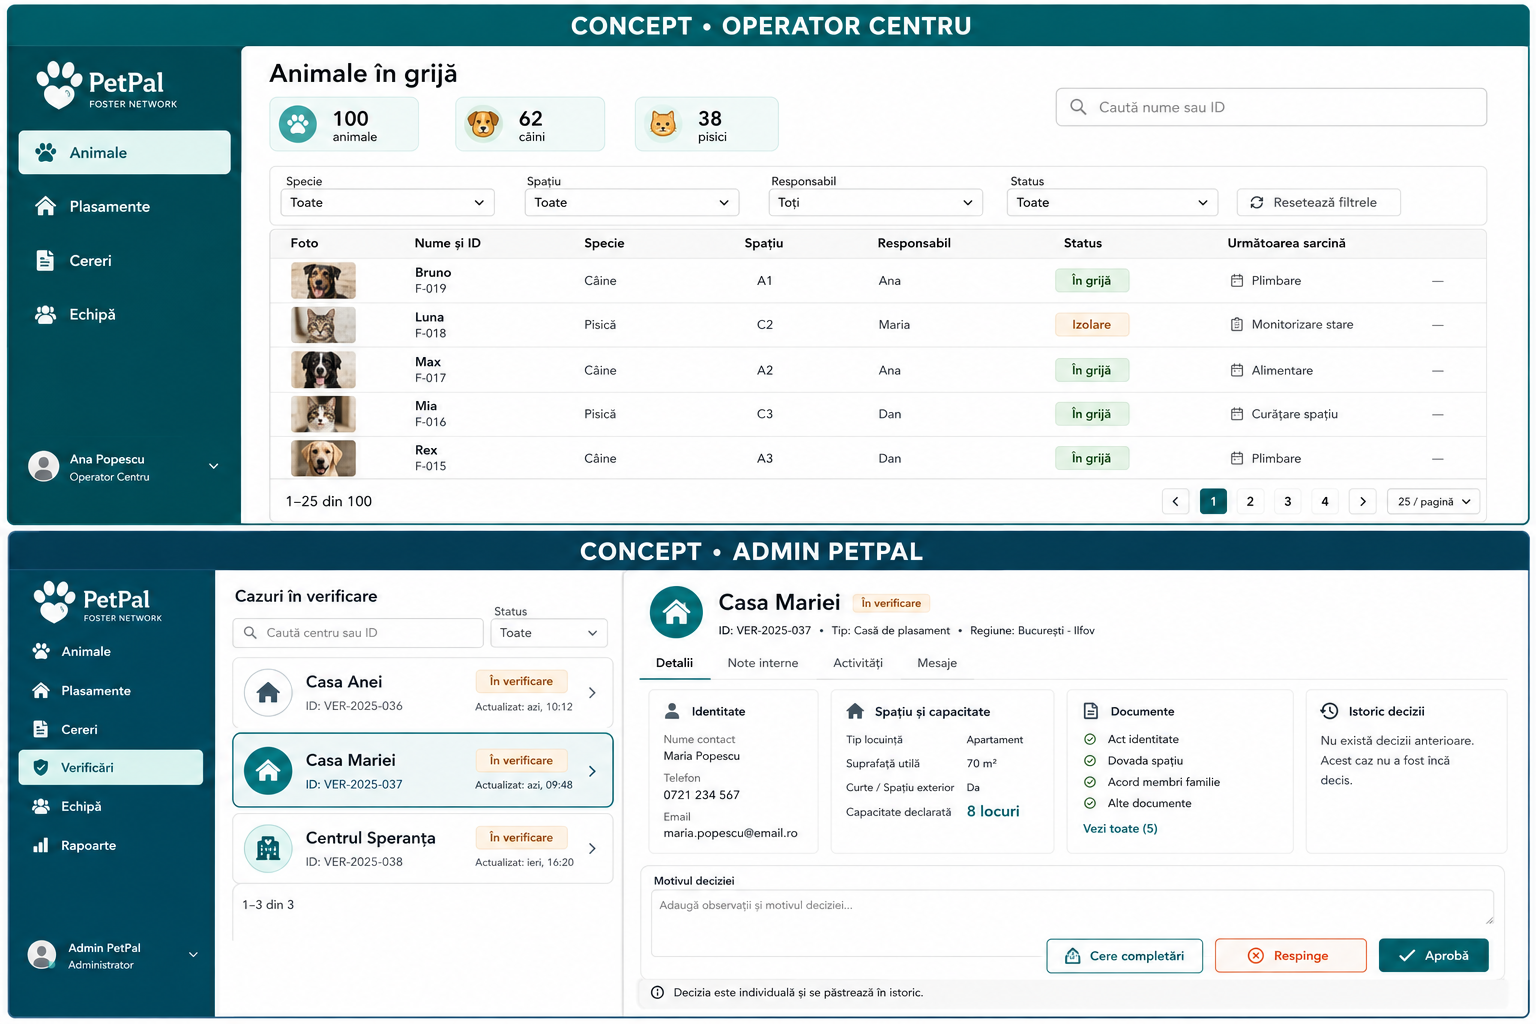 CONCEPT • OPERATOR CENTRU
PetPal
FOSTER NETWORK
Animale
Plasamente
Cereri
Echipă
Ana Popescu
Operator Centru
Animale în grijă
100
animale
62
câini
38
pisici
Caută nume sau ID
Specie
Toate
Spațiu
Toate
Responsabil
Toți
Status
Toate
Resetează filtrele
Foto Nume și ID Specie Spațiu Responsabil Status Următoarea sarcină
Bruno
F-019
Câine A1 Ana În grijă Plimbare —
Luna
F-018
Pisică C2 Maria Izolare Monitorizare stare —
Max
F-017
Câine A2 Ana În grijă Alimentare —
Mia
F-016
Pisică C3 Dan În grijă Curățare spațiu —
Rex
F-015
Câine A3 Dan În grijă Plimbare —
1–25 din 100
1 2 3 4
25 / pagină
CONCEPT • ADMIN PETPAL
PetPal
FOSTER NETWORK
Animale
Plasamente
Cereri
Verificări
Echipă
Rapoarte
Admin PetPal
Administrator
Cazuri în verificare
Caută centru sau ID
Status
Toate
Casa Anei
ID: VER-2025-036
În verificare
Actualizat: azi, 10:12
Casa Mariei
ID: VER-2025-037
În verificare
Actualizat: azi, 09:48
Centrul Speranța
ID: VER-2025-038
În verificare
Actualizat: ieri, 16:20
1–3 din 3
Casa Mariei În verificare
ID: VER-2025-037 • Tip: Casă de plasament • Regiune: București - Ilfov
Detalii Note interne Activități Mesaje
Identitate
Nume contact
Maria Popescu
Telefon
0721 234 567
Email
maria.popescu@email.ro
Spațiu și capacitate
Tip locuință Apartament
Suprafață utilă 70 m²
Curte / Spațiu exterior Da
Capacitate declarată 8 locuri
Documente
Act identitate
Dovada spațiu
Acord membri familie
Alte documente
Vezi toate (5)
Istoric decizii
Nu există decizii anterioare.
Acest caz nu a fost încă
decis.
Motivul deciziei
Adaugă observații și motivul deciziei...
Cere completări
Respinge
Aprobă
Decizia este individuală și se păstrează în istoric.